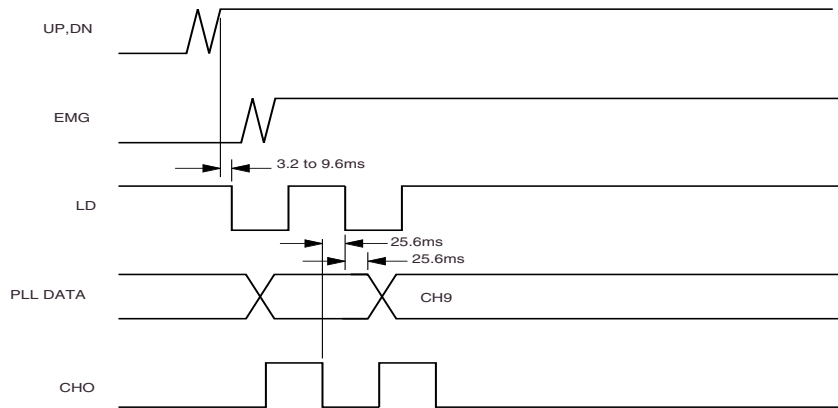 UP,DN
EMG
3.2 to 9.6ms
LD
25.6ms
25.6ms
PLL DATA
CH9
CHO